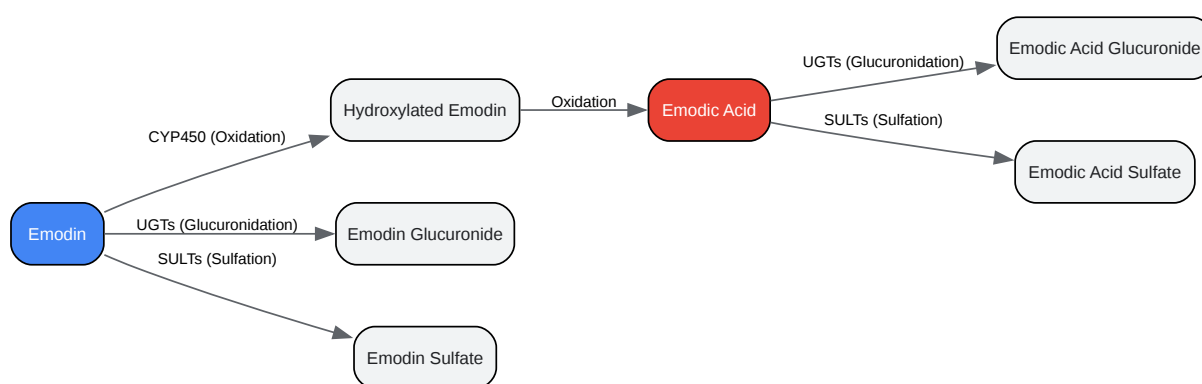 Emodic Acid Glucuronide
UGTs (Glucuronidation)
Hydroxylated Emodin
Oxidation
Emodic Acid
SULTs (Sulfation)
CYP450 (Oxidation)
Emodic Acid Sulfate
UGTs (Glucuronidation)
Emodin
Emodin Glucuronide
SULTs (Sulfation)
Emodin Sulfate